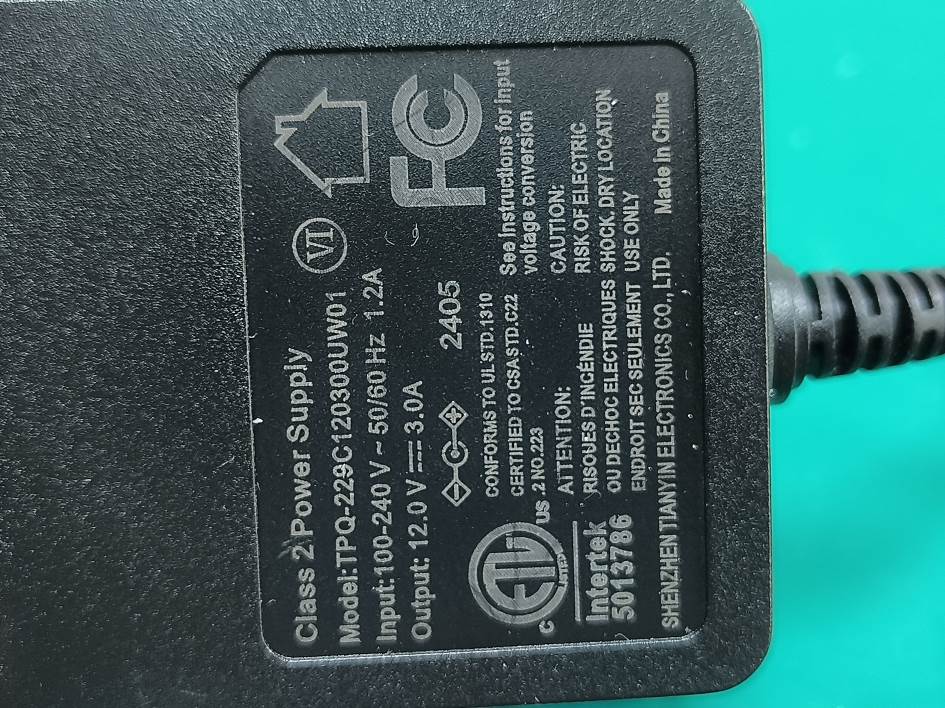 Class 2 Power Supply
Model:TPQ-229C120300UW01
VI
Input:100-240 V ~ 50/60 Hz 1.2A
Output: 12.0 V ⎓ 3.0A
FC
2405
ETL
LISTED
C US
Intertek
5013786
CONFORMS TO UL STD.1310
CERTIFIED TO CSA STD.C22
.2 NO.223
See instructions for input
voltage conversion
ATTENTION:
RISQUES D'INCENDIE
OU DECHOC ELECTRIQUES
ENDROIT SEC SEULEMENT
CAUTION:
RISK OF ELECTRIC
SHOCK. DRY LOCATION
USE ONLY
SHENZHEN TIANYIN ELECTRONICS CO., LTD. Made in China